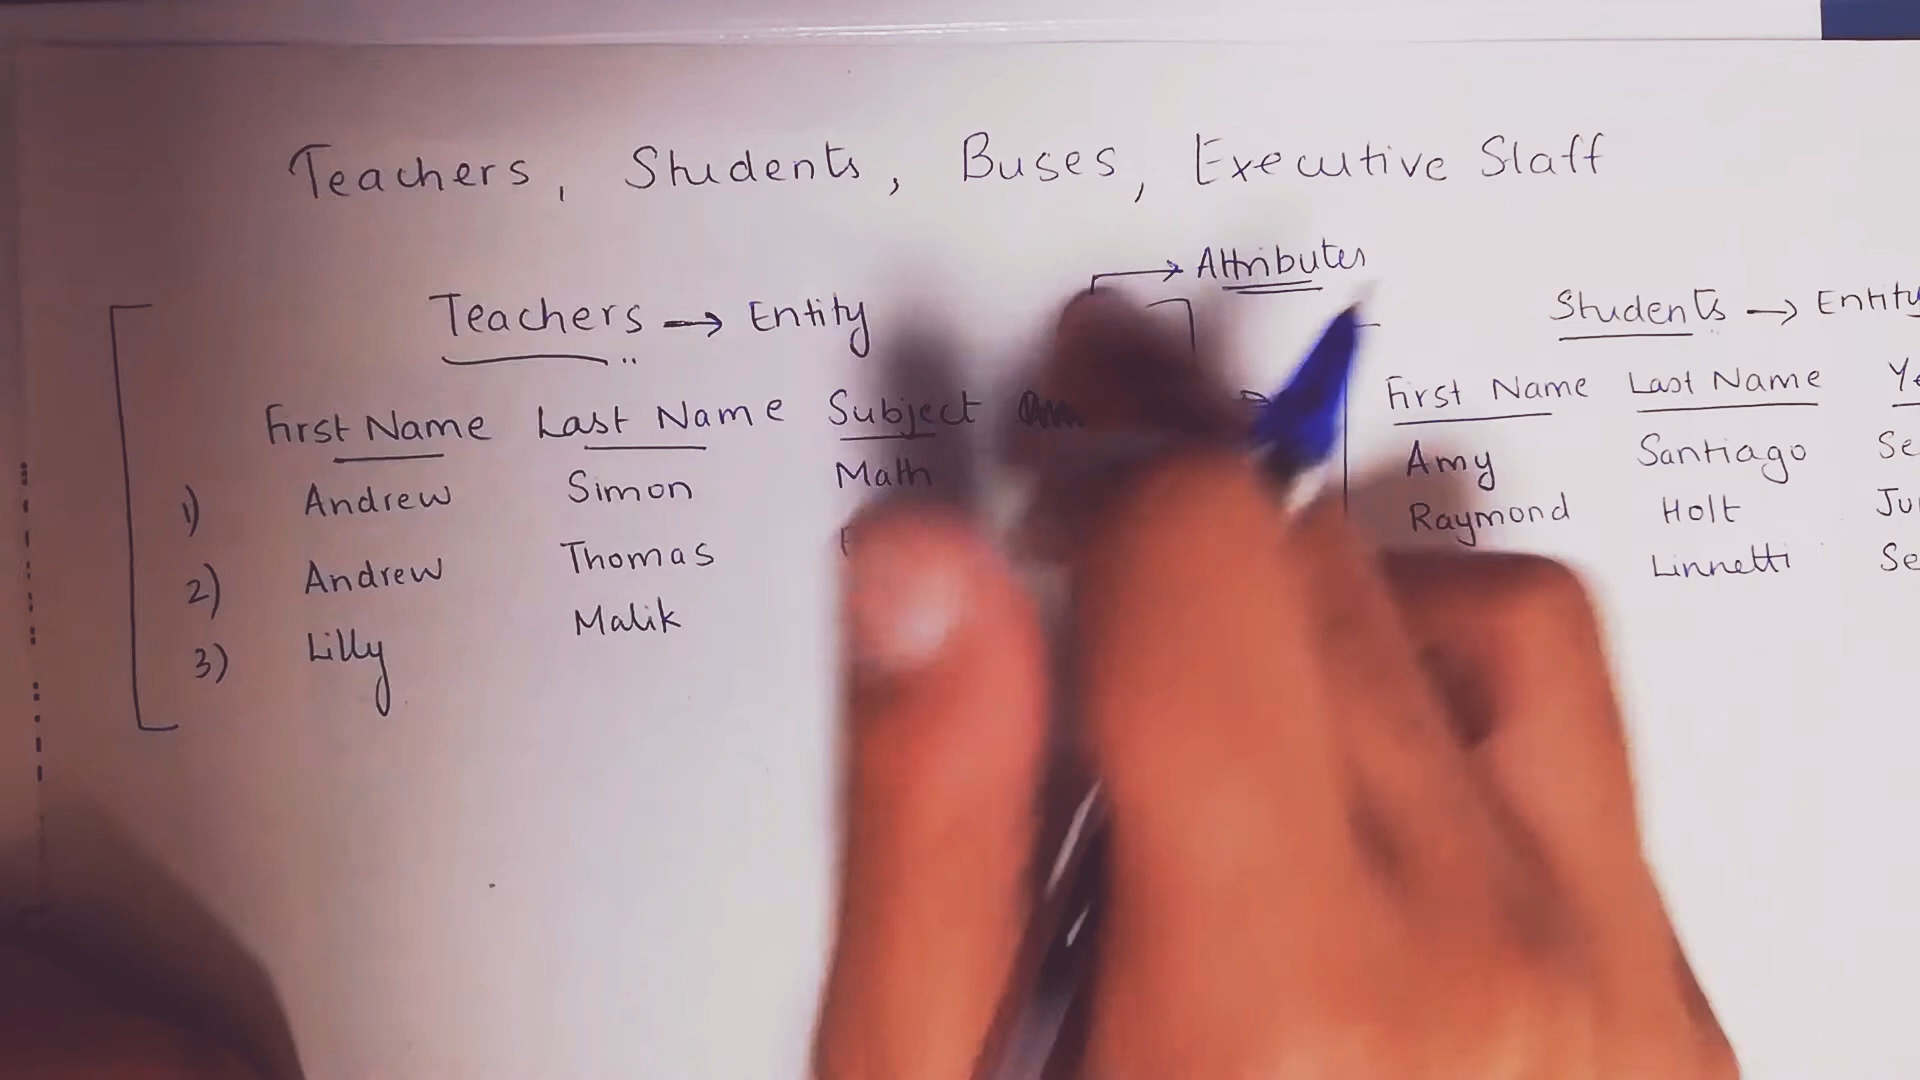 Teachers, Students, Buses, Executive Staff
Attributes
Teachers → Entity
First Name Last Name Subject
1) Andrew Simon Math
2) Andrew Thomas
3) Lilly Malik
Students → Entity
First Name Last Name
Amy Santiago
Raymond Holt
Linnetti